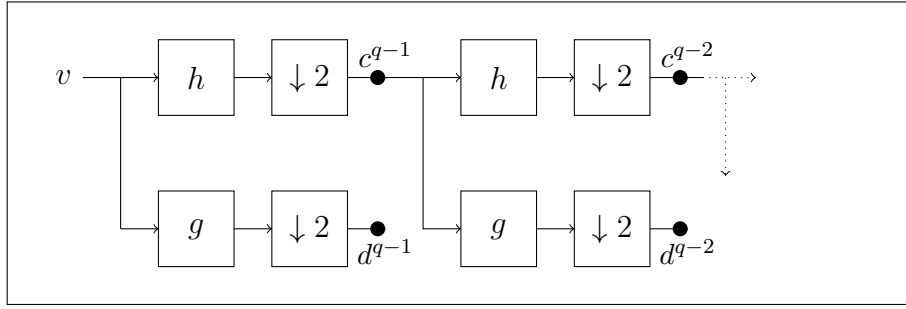 c^{q-1} c^{q-2}
v h ↓ 2 h ↓ 2
g ↓ 2 g ↓ 2
d^{q-1} d^{q-2}